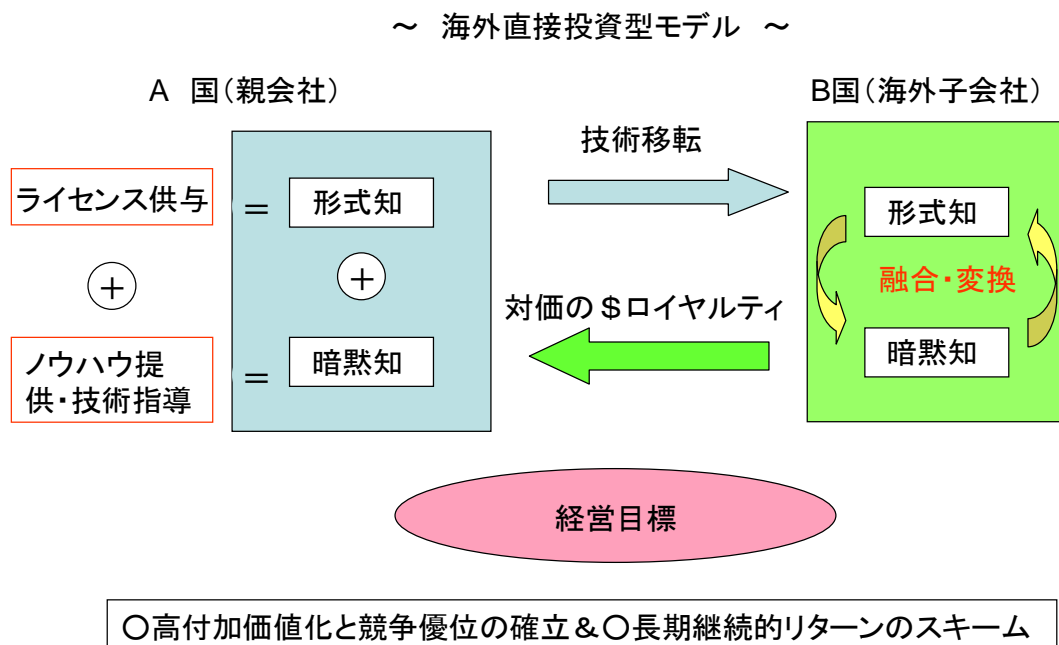 ～ 海外直接投資型モデル ～
A 国（親会社）
B国（海外子会社）
技術移転
ライセンス供与
＝
形式知
形式知
＋
＋
融合・変換
対価の＄ロイヤルティ
ノウハウ提
供・技術指導
＝
暗黙知
暗黙知
経営目標
〇高付加価値化と競争優位の確立＆〇長期継続的リターンのスキーム